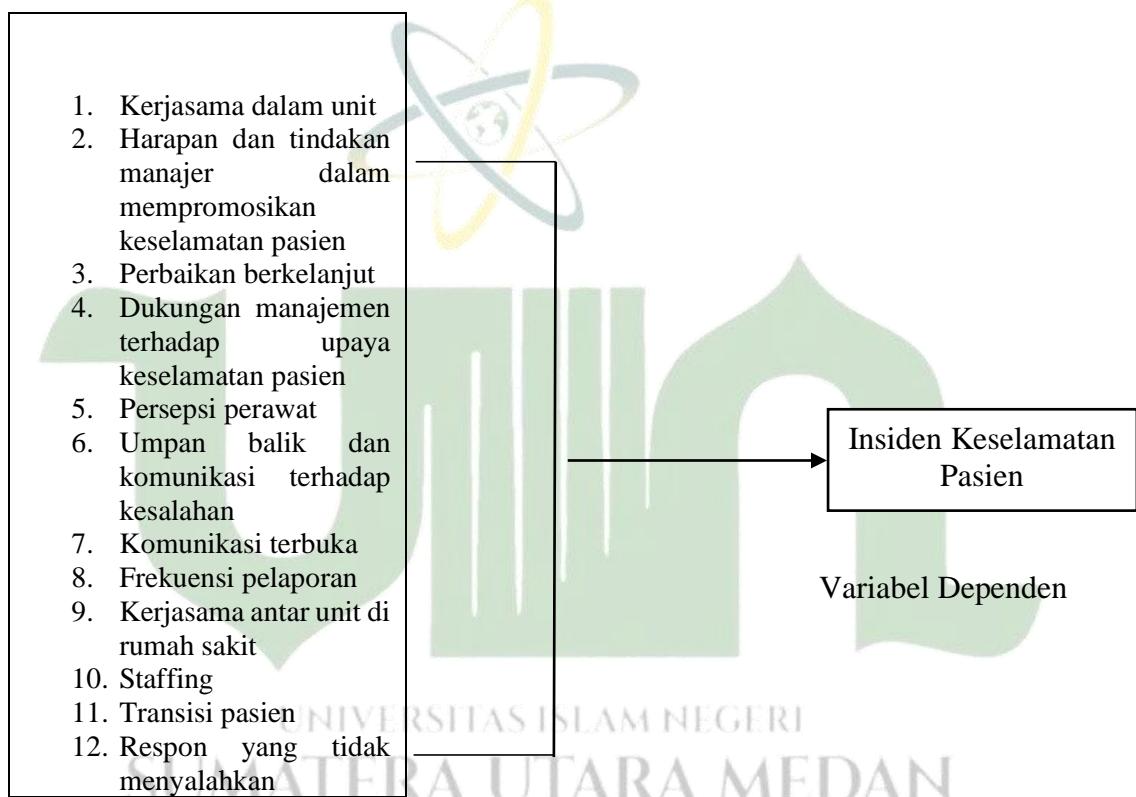 1. Kerjasama dalam unit
2. Harapan dan tindakan
manajer dalam
mempromosikan
keselamatan pasien
3. Perbaikan berkelanjut
4. Dukungan manajemen
terhadap upaya
keselamatan pasien
5. Persepsi perawat
6. Umpan balik dan
komunikasi terhadap
kesalahan
7. Komunikasi terbuka
8. Frekuensi pelaporan
9. Kerjasama antar unit di
rumah sakit
10. Staffing
11. Transisi pasien
12. Respon yang tidak
menyalahkan
Insiden Keselamatan
Pasien
Variabel Dependen
UNIVERSITAS ISLAM NEGERI
SUMATERA UTARA MEDAN